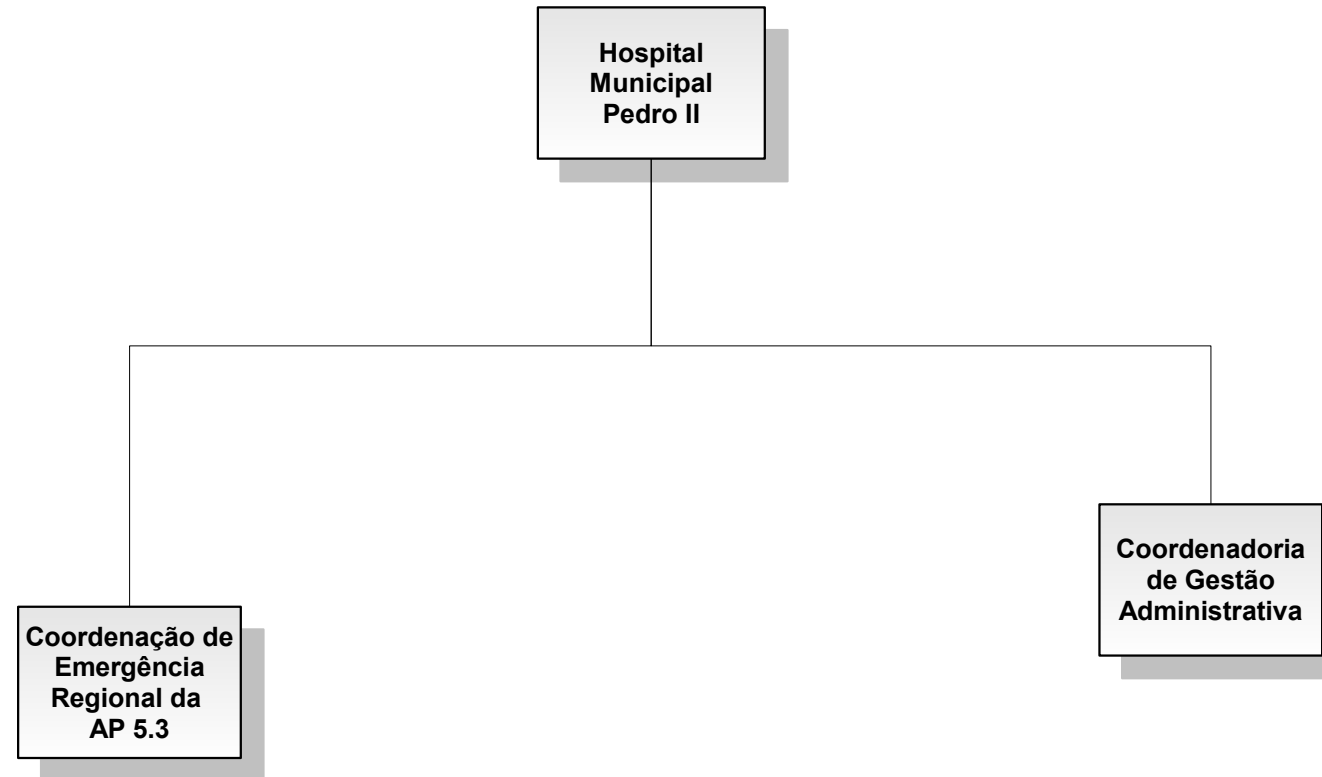 Hospital
Municipal
Pedro II
Coordenadoria
de Gestão
Administrativa
Coordenação de
Emergência
Regional da
AP 5.3